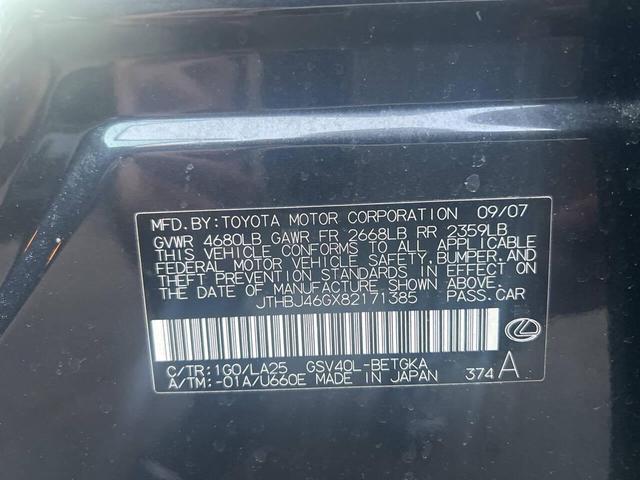 MFD.BY:TOYOTA MOTOR CORPORATION 09/07
GVWR 4680LB GAWR FR 2668LB RR 2359LB
THIS VEHICLE CONFORMS TO ALL APPLICABLE
FEDERAL MOTOR VEHICLE SAFETY,BUMPER,AND
THEFT PREVENTION STANDARDS IN EFFECT ON
THE DATE OF MANUFACTURE SHOWN ABOVE.
JTHBJ46GX82171385 PASS.CAR
C/TR:1G0/LA25 GSV40L-BETGKA
A/TM:-01A/U660E MADE IN JAPAN 374 A